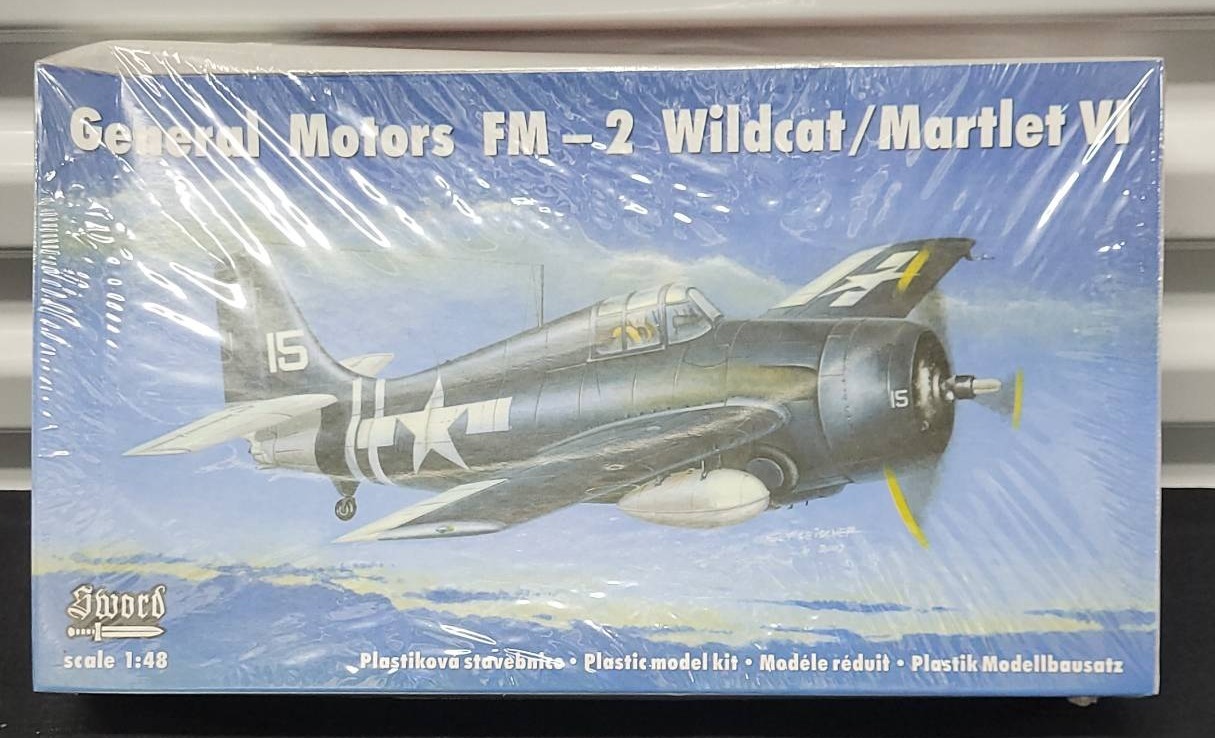 General Motors FM – 2 Wildcat/Martlet VI
15
15
Sword
scale 1:48
Plastikova stavebnice • Plastic model kit • Modéle réduit • Plastik Modellbausatz